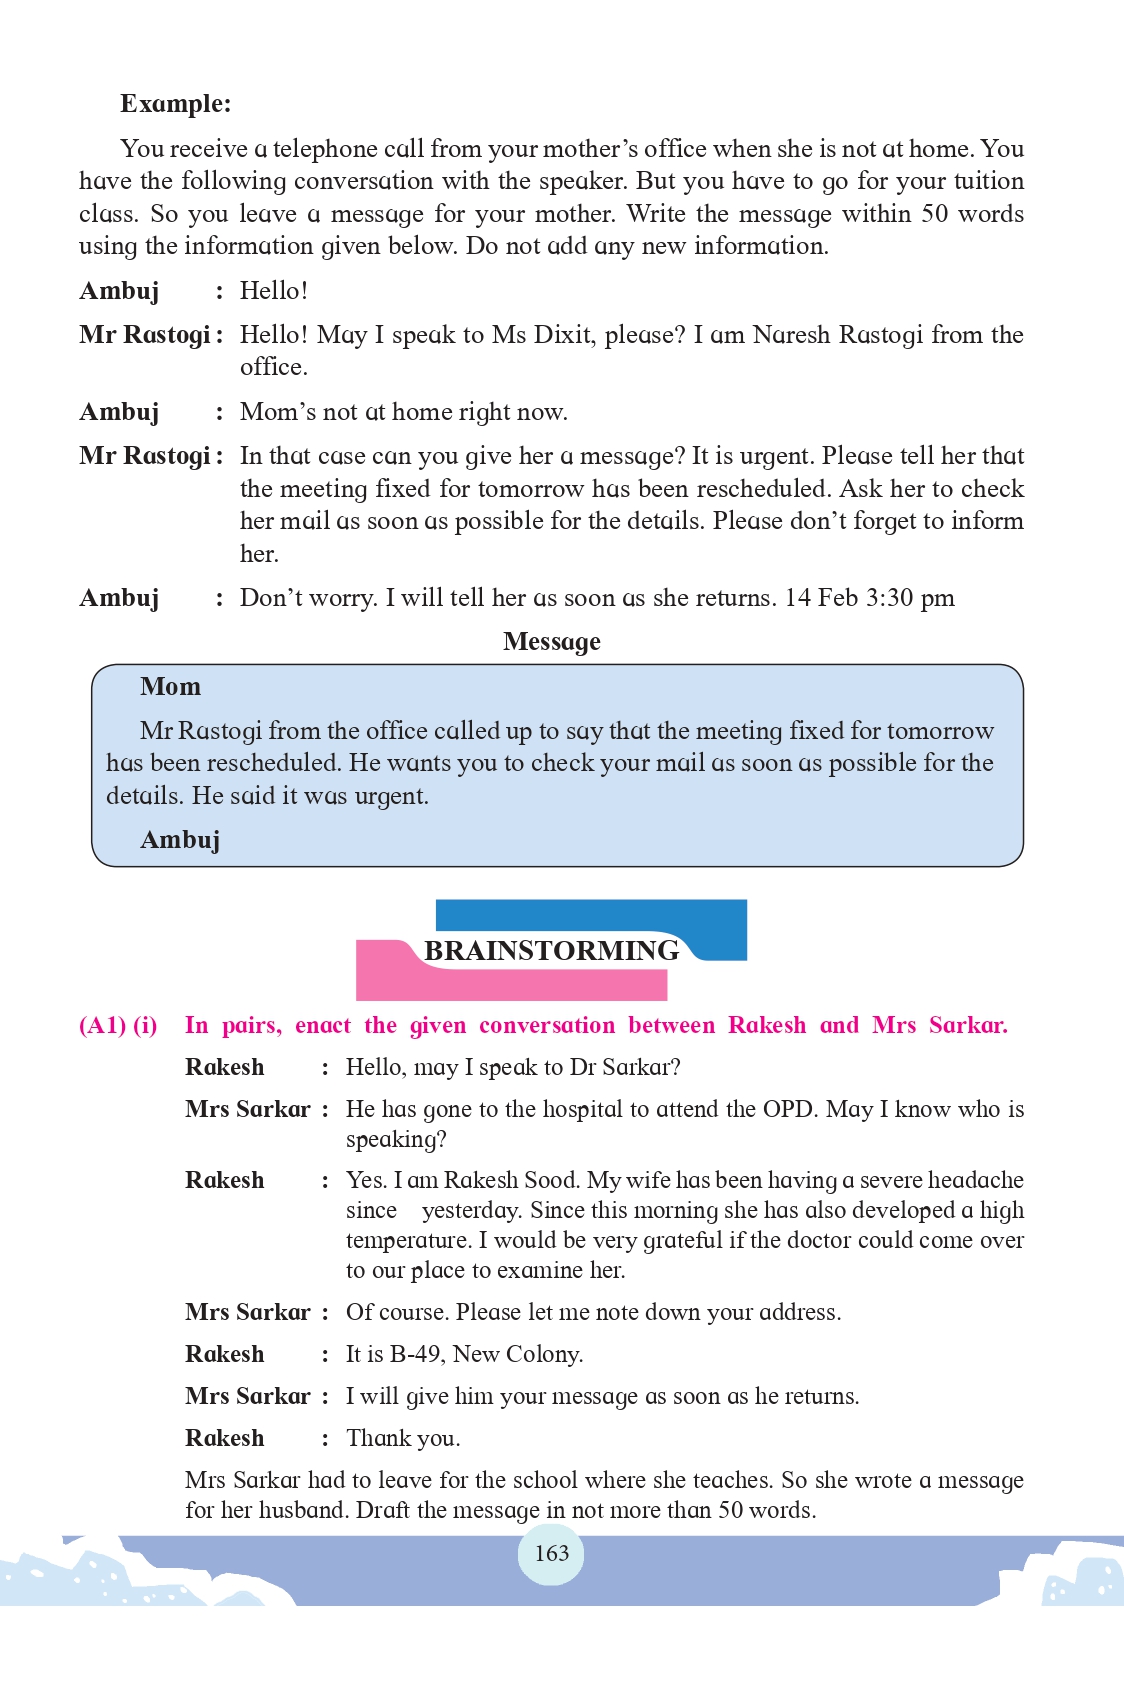 Example:
You receive a telephone call from your mother’s office when she is not at home. You
have the following conversation with the speaker. But you have to go for your tuition
class. So you leave a message for your mother. Write the message within 50 words
using the information given below. Do not add any new information.
Ambuj : Hello!
Mr Rastogi : Hello! May I speak to Ms Dixit, please? I am Naresh Rastogi from the
office.
Ambuj : Mom’s not at home right now.
Mr Rastogi : In that case can you give her a message? It is urgent. Please tell her that
the meeting fixed for tomorrow has been rescheduled. Ask her to check
her mail as soon as possible for the details. Please don’t forget to inform
her.
Ambuj : Don’t worry. I will tell her as soon as she returns. 14 Feb 3:30 pm
Message
Mom
Mr Rastogi from the office called up to say that the meeting fixed for tomorrow
has been rescheduled. He wants you to check your mail as soon as possible for the
details. He said it was urgent.
Ambuj
BRAINSTORMING
(A1) (i) In pairs, enact the given conversation between Rakesh and Mrs Sarkar.
Rakesh : Hello, may I speak to Dr Sarkar?
Mrs Sarkar : He has gone to the hospital to attend the OPD. May I know who is
speaking?
Rakesh : Yes. I am Rakesh Sood. My wife has been having a severe headache
since yesterday. Since this morning she has also developed a high
temperature. I would be very grateful if the doctor could come over
to our place to examine her.
Mrs Sarkar : Of course. Please let me note down your address.
Rakesh : It is B-49, New Colony.
Mrs Sarkar : I will give him your message as soon as he returns.
Rakesh : Thank you.
Mrs Sarkar had to leave for the school where she teaches. So she wrote a message
for her husband. Draft the message in not more than 50 words.
163